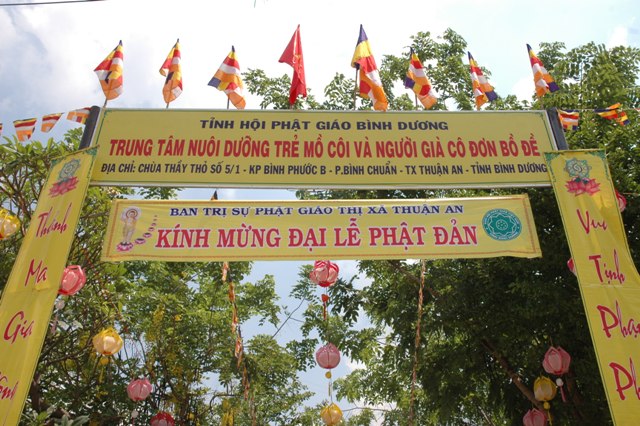 TỈNH HỘI PHẬT GIÁO BÌNH DƯƠNG
TRUNG TÂM NUÔI DƯỠNG TRẺ MỒ CÔI VÀ NGƯỜI GIÀ CÔ ĐƠN BỒ ĐỀ
ĐỊA CHỈ: CHÙA THẦY THỎ SỐ 5/1 - KP BÌNH PHƯỚC B - P.BÌNH CHUẨN - TX THUẬN AN - TỈNH BÌNH DƯƠNG
BAN TRỊ SỰ PHẬT GIÁO THỊ XÃ THUẬN AN
KÍNH MỪNG ĐẠI LỄ PHẬT ĐẢN
Thanh
Ma
Gia
Vui
Tịnh